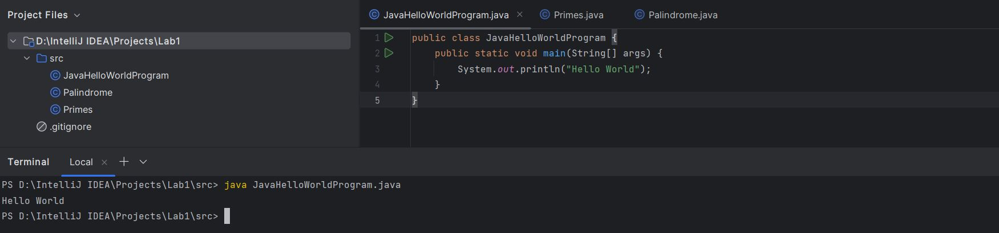 Project Files
D:\IntelliJ IDEA\Projects\Lab1
src
JavaHelloWorldProgram
Palindrome
Primes
.gitignore
JavaHelloWorldProgram.java
Primes.java
Palindrome.java
1 public class JavaHelloWorldProgram {
2     public static void main(String[] args) {
3         System.out.println("Hello World");
4     }
5 }
Terminal Local
PS D:\IntelliJ IDEA\Projects\Lab1\src> java JavaHelloWorldProgram.java
Hello World
PS D:\IntelliJ IDEA\Projects\Lab1\src>